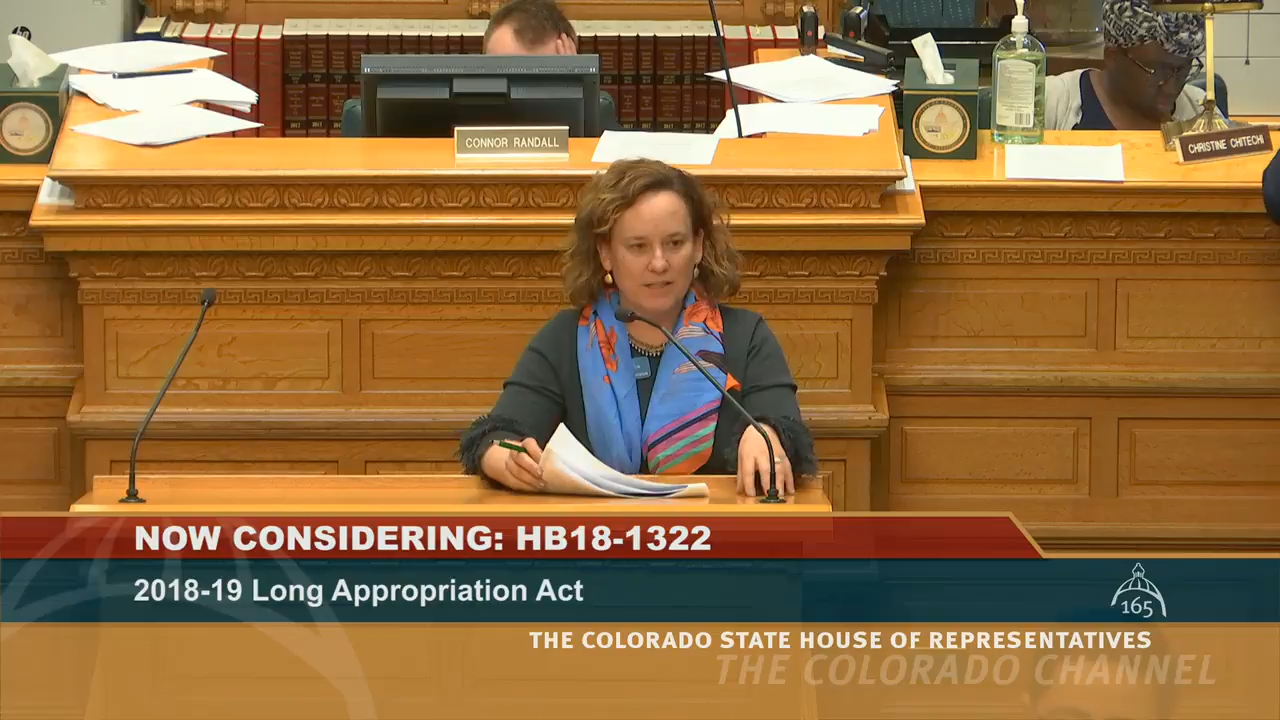 CONNOR RANDALL
CHRISTINE CHITECHI
NOW CONSIDERING: HB18-1322
2018-19 Long Appropriation Act
165
THE COLORADO STATE HOUSE OF REPRESENTATIVES
THE COLORADO CHANNEL